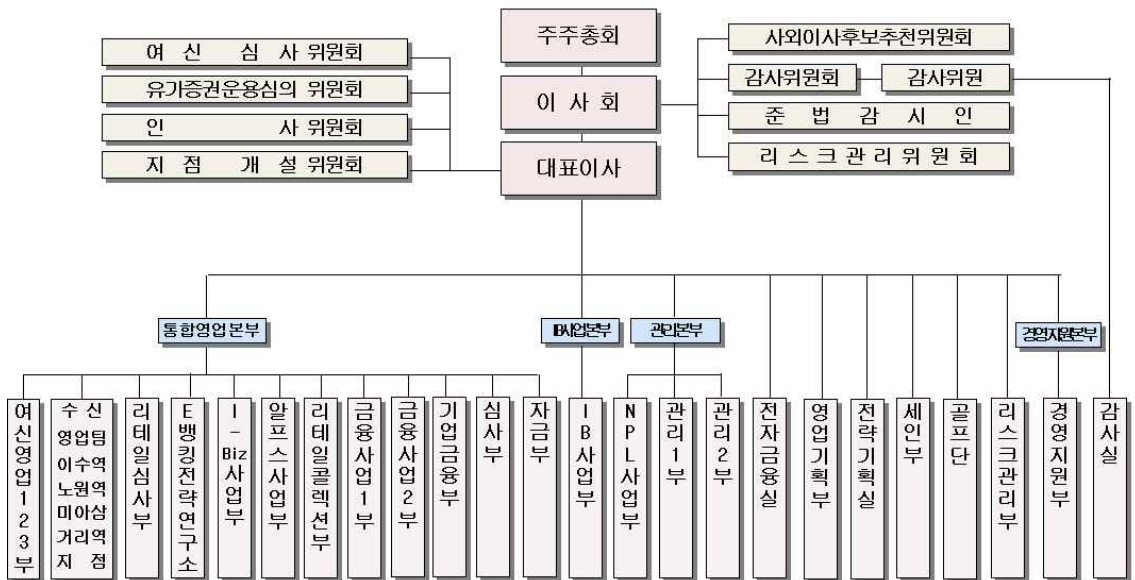 주주총회
이 사 회
대표이사
여 신 심 사 위원회
유가증권운용심의 위원회
인 사 위원회
지 점 개 설 위원회
사외이사후보추천위원회
감사위원회
감사위원
준 법 감 시 인
리 스 크 관 리 위 원 회
통합영업본부
IB사업본부
관리본부
경영지원본부
여신영업123부
수 신
영업팀
이수역
노원역
미아삼
거리역
지 점
리테일심사부
E뱅킹전략연구소
I-Biz사업부
알프스사업부
리테일콜렉션부
금융사업1부
금융사업2부
기업금융부
심사부
자금부
IB사업부
NPL사업부
관리1부
관리2부
전자금융실
영업기획부
전략기획실
세인부
골프단
리스크관리부
경영지원부
감사실